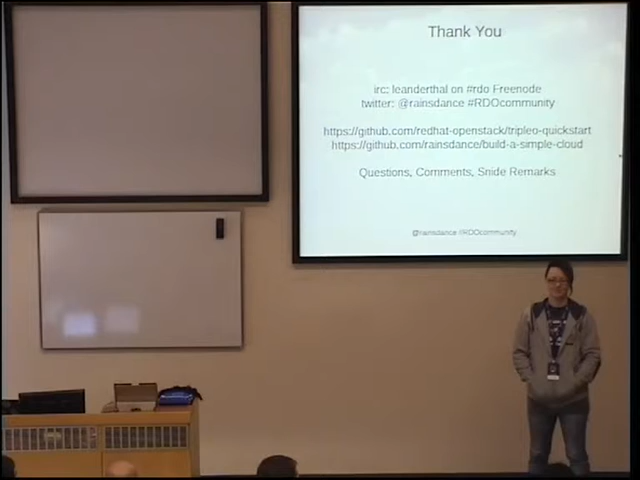 Thank You
irc: leanderthal on #rdo Freenode
twitter: @rainsdance #RDOcommunity
https://github.com/redhat-openstack/tripleo-quickstart
https://github.com/rainsdance/build-a-simple-cloud
Questions, Comments, Snide Remarks
@rainsdance #RDOcommunity